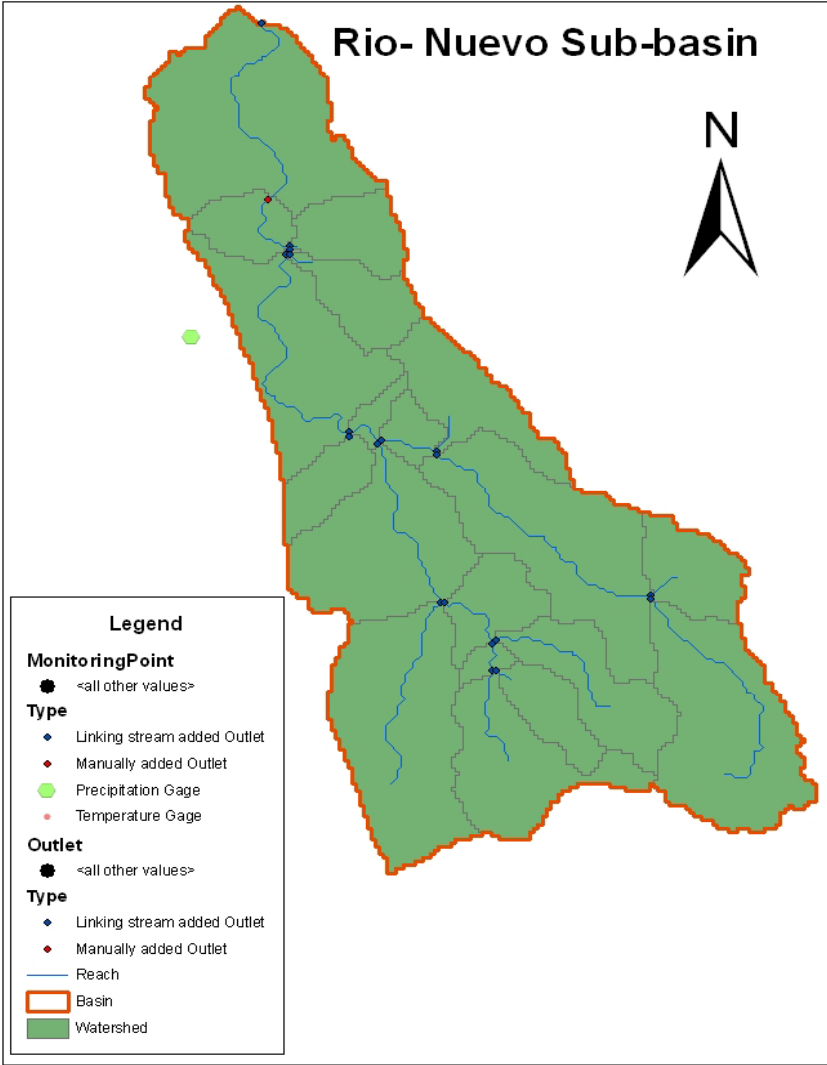 Rio- Nuevo Sub-basin
N
Legend
MonitoringPoint
<all other values>
Type
Linking stream added Outlet
Manually added Outlet
Precipitation Gage
Temperature Gage
Outlet
<all other values>
Type
Linking stream added Outlet
Manually added Outlet
Reach
Basin
Watershed